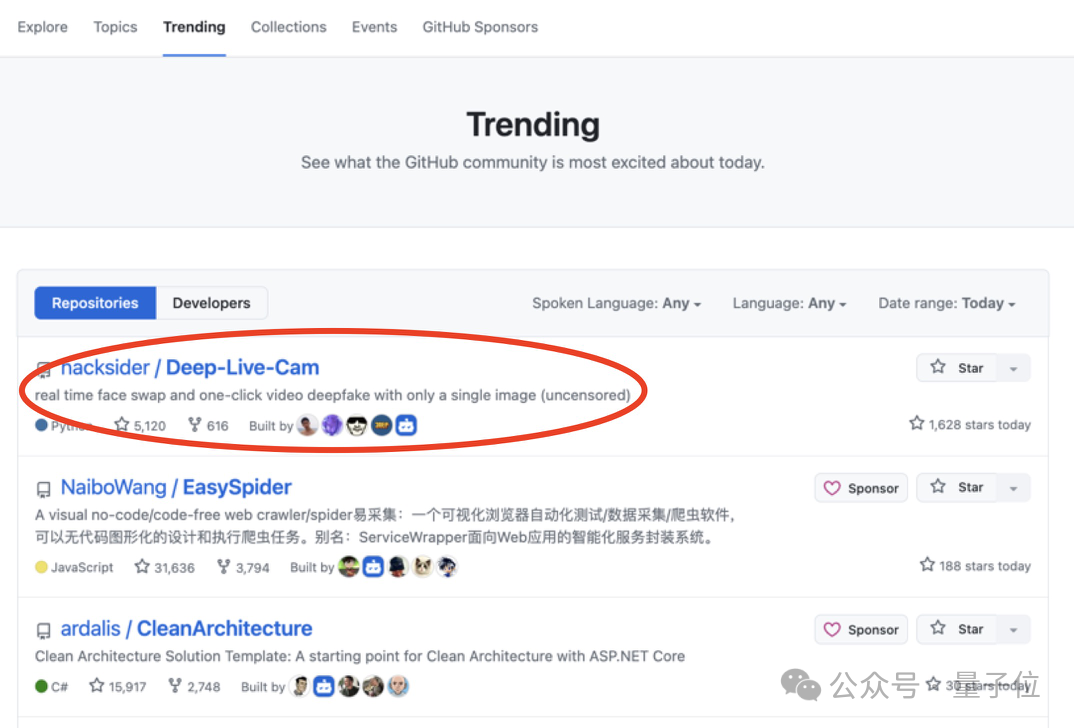 Explore Topics Trending Collections Events GitHub Sponsors
Trending
See what the GitHub community is most excited about today.
Repositories Developers Spoken Language: Any Language: Any Date range: Today
hacksider / Deep-Live-Cam Star
real time face swap and one-click video deepfake with only a single image (uncensored)
Python 5,120 616 Built by 1,628 stars today
NaiboWang / EasySpider Sponsor Star
A visual no-code/code-free web crawler/spider易采集：一个可视化浏览器自动化测试/数据采集/爬虫软件，
可以无代码图形化的设计和执行爬虫任务。别名：ServiceWrapper面向Web应用的智能化服务封装系统。
JavaScript 31,636 3,794 Built by 188 stars today
ardalis / CleanArchitecture Sponsor Star
Clean Architecture Solution Template: A starting point for Clean Architecture with ASP.NET Core
C# 15,917 2,748 Built by stars today
公众号 量子位